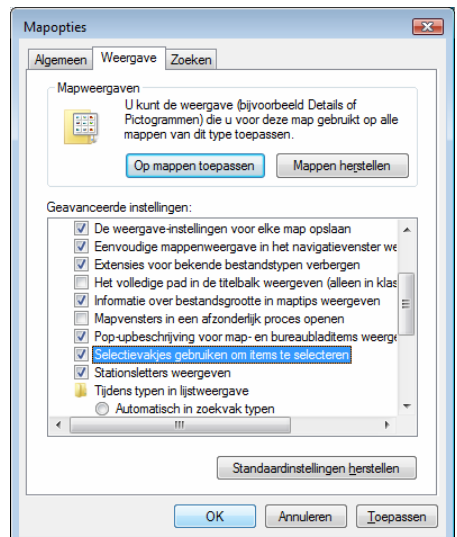 Mapopties
Algemeen
Weergave
Zoeken
Mapweergaven
U kunt de weergave (bijvoorbeeld Details of
Pictogrammen) die u voor deze map gebruikt op alle
mappen van dit type toepassen.
Op mappen toepassen
Mappen herstellen
Geavanceerde instellingen:
De weergave-instellingen voor elke map opslaan
Eenvoudige mappenweergave in het navigatievenster we
Extensies voor bekende bestandstypen verbergen
Het volledige pad in de titelbalk weergeven (alleen in klas
Informatie over bestandsgrootte in maptips weergeven
Mapvensters in een afzonderlijk proces openen
Pop-upbeschrijving voor map- en bureaubladitems weerge
Selectievakjes gebruiken om items te selecteren
Stationsletters weergeven
Tijdens typen in lijstweergave
Automatisch in zoekvak typen
Standaardinstellingen herstellen
OK
Annuleren
Toepassen